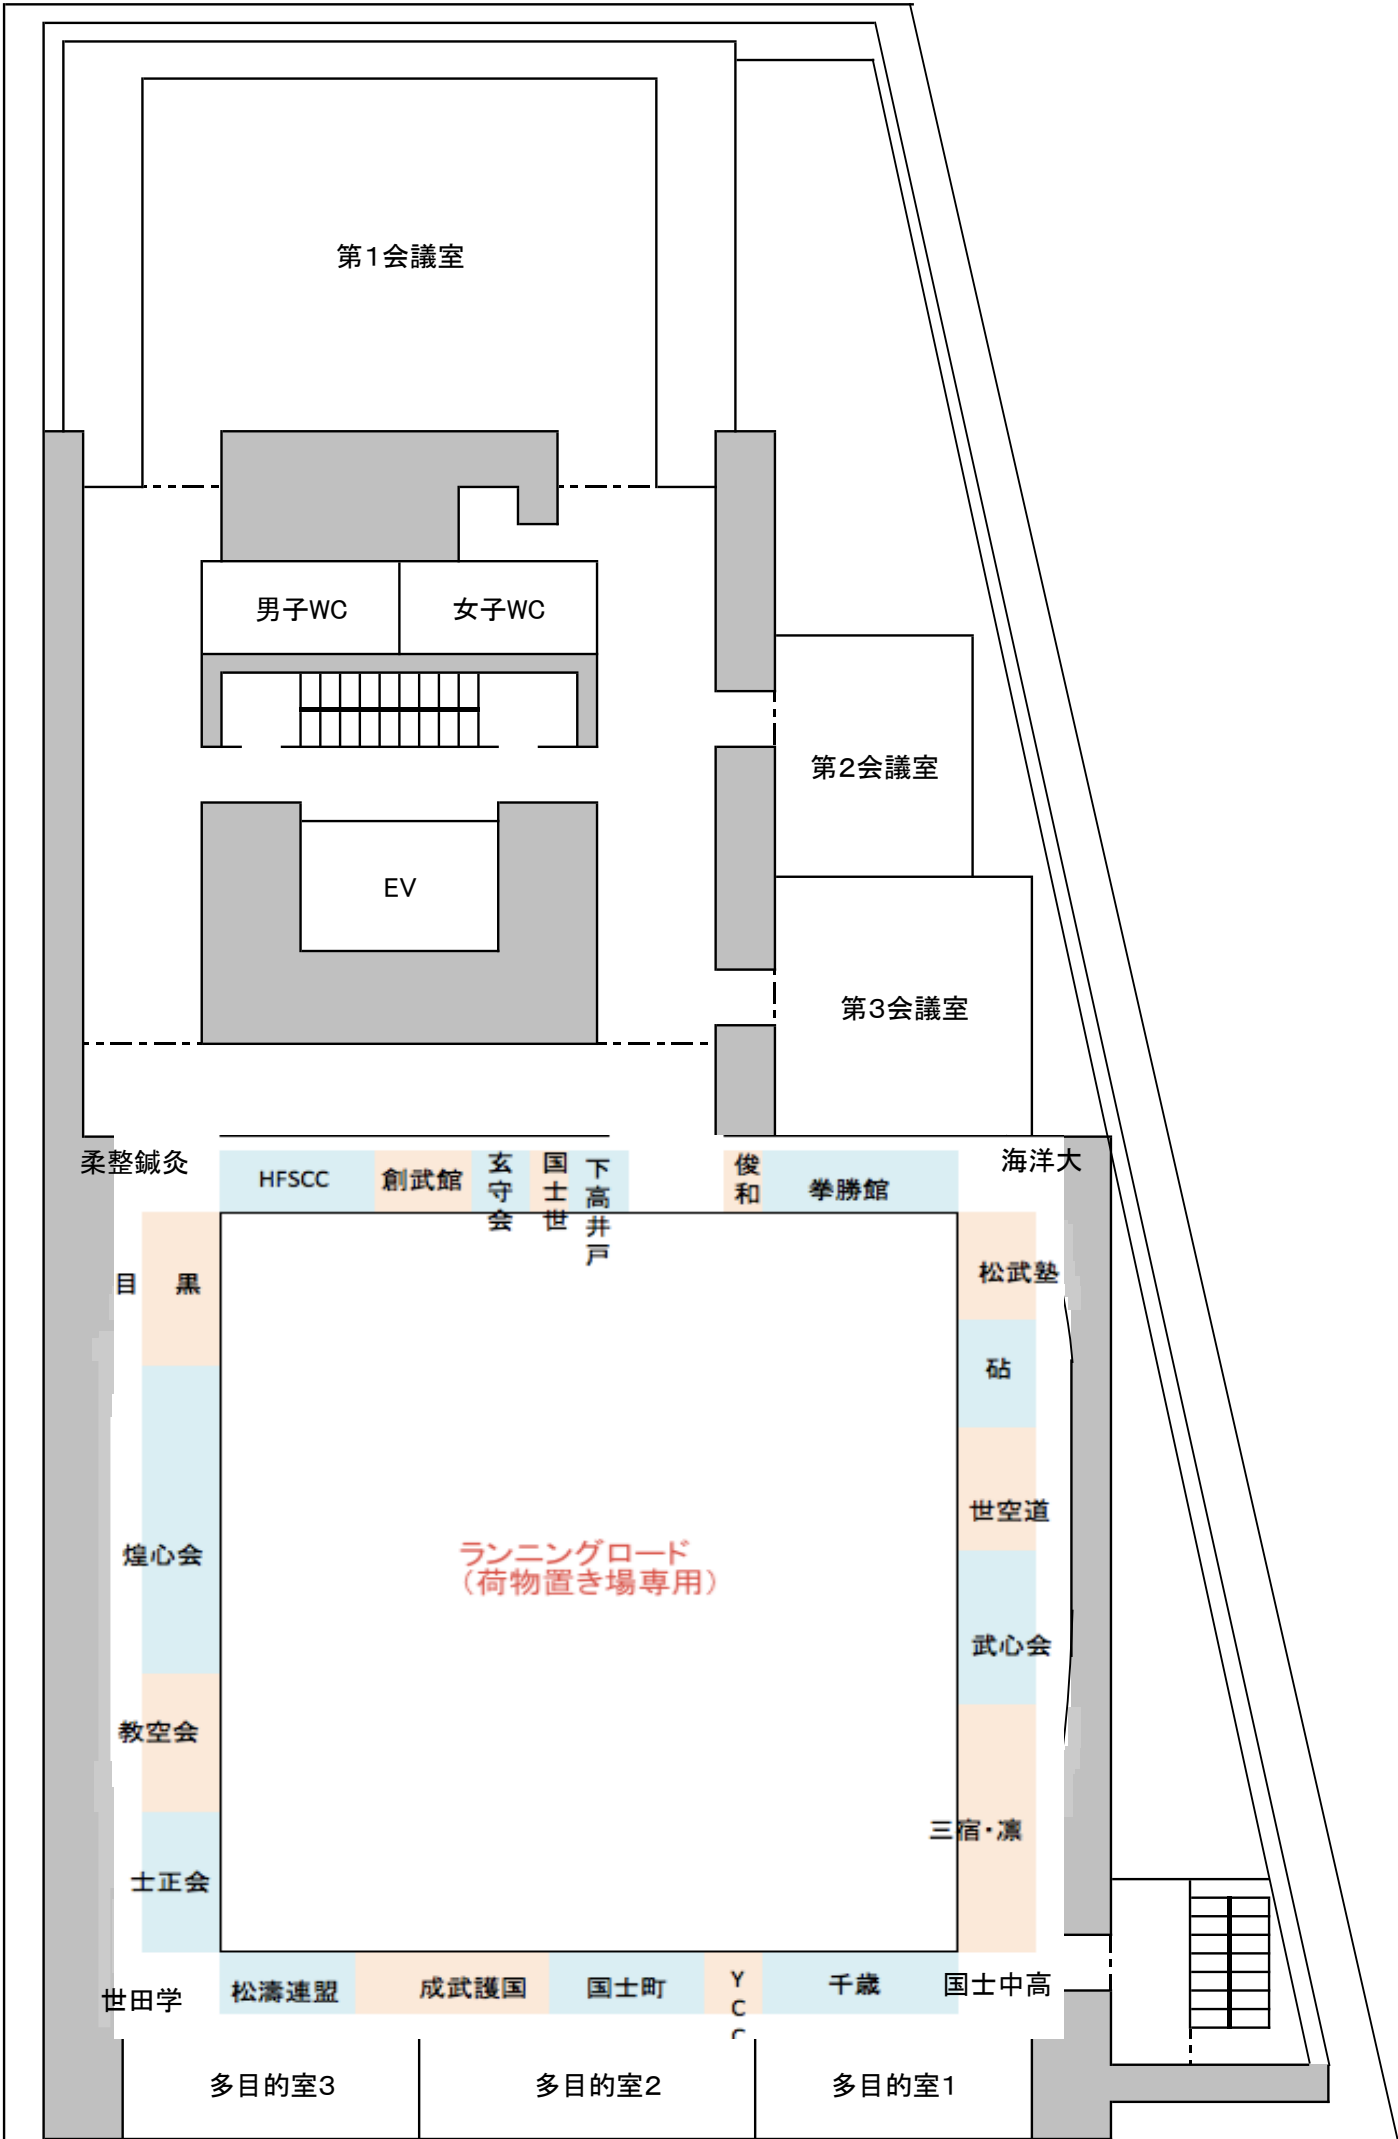 第1会議室
男子WC
女子WC
第2会議室
EV
第3会議室
柔整鍼灸
HFSCC
創武館
玄守会
国士世
下高井戸
俊和
拳勝館
海洋大
目 黒
松武塾
砧
煌心会
世空道
ランニングロード
(荷物置き場専用)
武心会
教空会
三宿・凛
士正会
世田学
松濤連盟
成武護国
国士町
YCC
千歳
国士中高
多目的室3
多目的室2
多目的室1